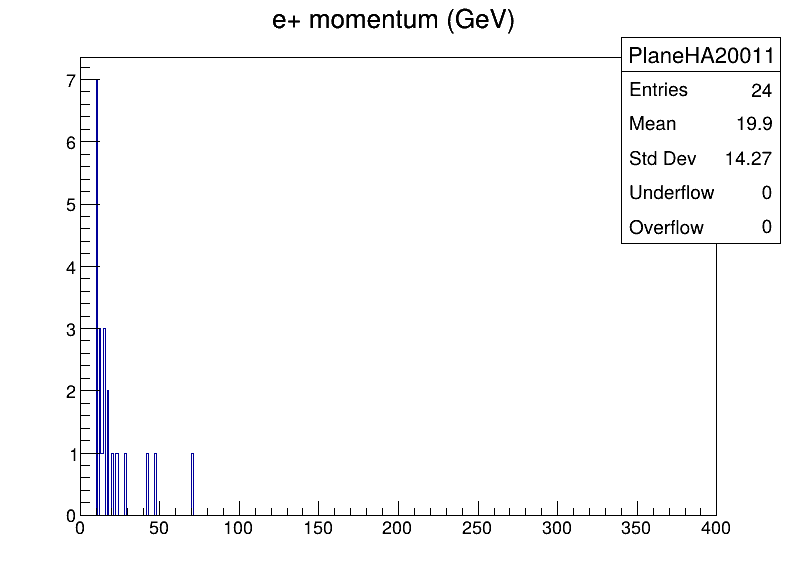 e+ momentum (GeV)
PlaneHA20011
Entries 24
Mean 19.9
Std Dev 14.27
Underflow 0
Overflow 0
7
6
5
4
3
2
1
0
0 50 100 150 200 250 300 350 400